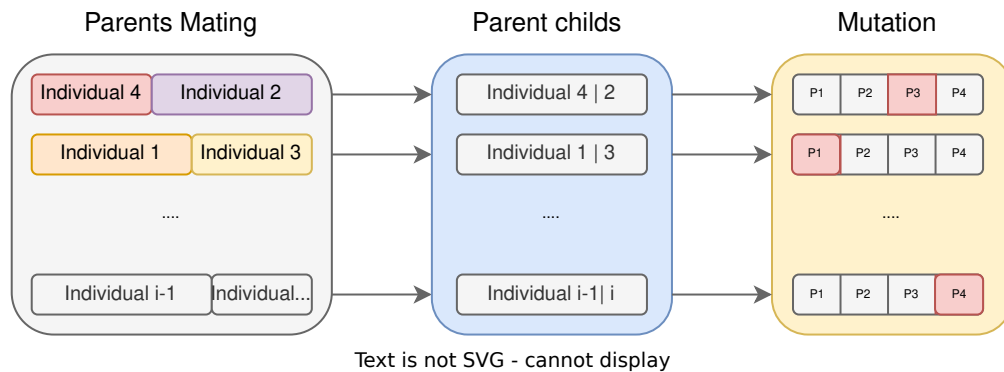 Parents Mating
Parent childs
Mutation
Individual 4
Individual 2
Individual 4 | 2
P1
P2
P3
P4
Individual 1
Individual 3
Individual 1 | 3
P1
P2
P3
P4
....
....
....
Individual i-1
Individual...
Individual i-1| i
P1
P2
P3
P4
Text is not SVG - cannot display